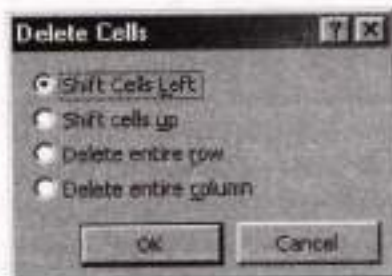 Delete Cells
Shift Cells Left
Shift cells up
Delete entire row
Delete entire column
OK
Cancel